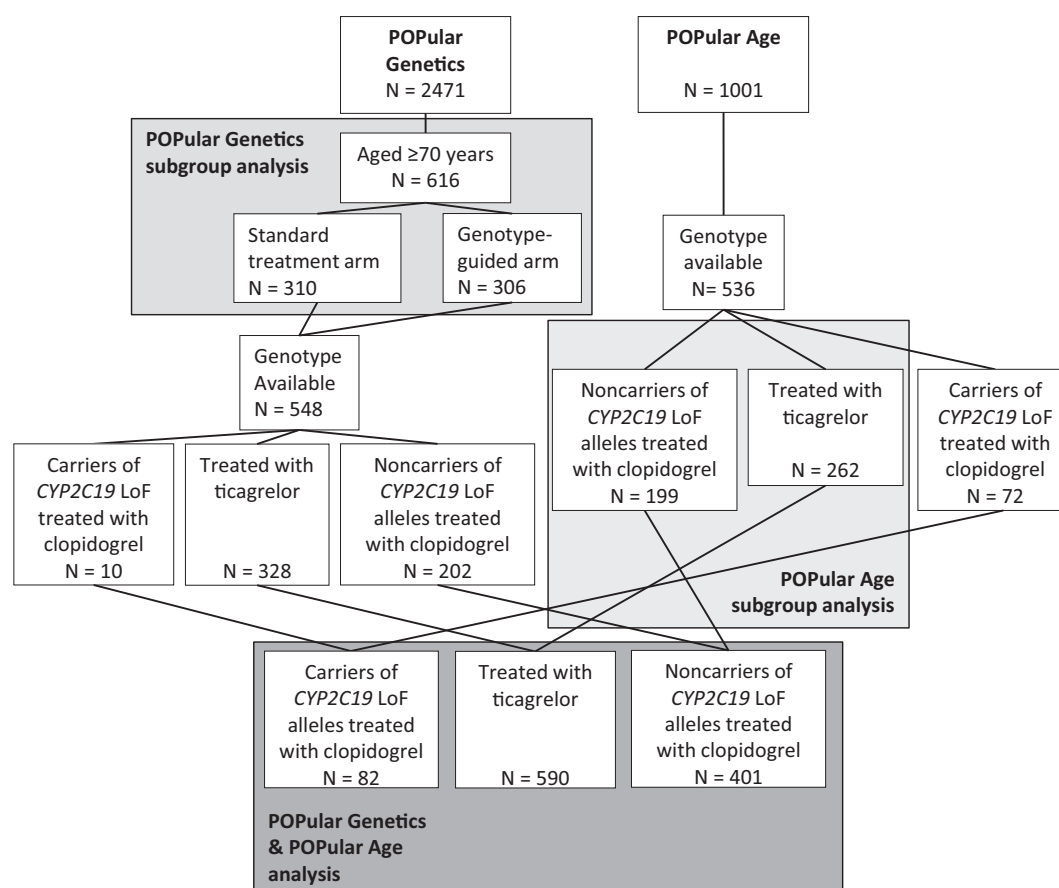 POPular
Genetics
N = 2471
POPular Age
N = 1001
POPular Genetics
subgroup analysis
Aged ≥70 years
N = 616
Standard
treatment arm
N = 310
Genotype-
guided arm
N = 306
Genotype
available
N= 536
Genotype
Available
N = 548
Noncarriers of
CYP2C19 LoF
alleles treated
with clopidogrel
N = 199
Treated with
ticagrelor
N = 262
Carriers of
CYP2C19 LoF
treated with
clopidogrel
N = 72
Carriers of
CYP2C19 LoF
treated with
clopidogrel
N = 10
Treated with
ticagrelor
N = 328
Noncarriers of
CYP2C19 LoF
alleles treated
with clopidogrel
N = 202
POPular Age
subgroup analysis
Carriers of
CYP2C19 LoF
alleles treated
with clopidogrel
N = 82
Treated with
ticagrelor
N = 590
Noncarriers of
CYP2C19 LoF
alleles treated
with clopidogrel
N = 401
POPular Genetics
& POPular Age
analysis